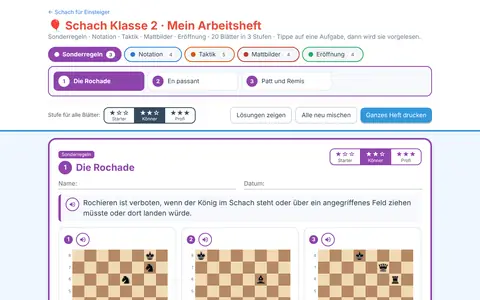 ← Schach für Einsteiger
Schach Klasse 2 · Mein Arbeitsheft
Sonderregeln · Notation · Taktik · Mattbilder · Eröffnung · 20 Blätter in 3 Stufen · Tippe auf eine Aufgabe, dann wird sie vorgelesen.
Sonderregeln 3 Notation 4 Taktik 5 Mattbilder 4 Eröffnung 4
1 Die Rochade 2 En passant 3 Patt und Remis
Stufe für alle Blätter: ★☆☆ Starter ★★☆ Könner ★★★ Profi Lösungen zeigen Alle neu mischen Ganzes Heft drucken
Sonderregeln
1 Die Rochade
★☆☆ Starter ★★☆ Könner ★★★ Profi
Name: Datum:
Rochieren ist verboten, wenn der König im Schach steht oder über ein angegriffenes Feld ziehen
müsste oder dort landen würde.
1 2 3